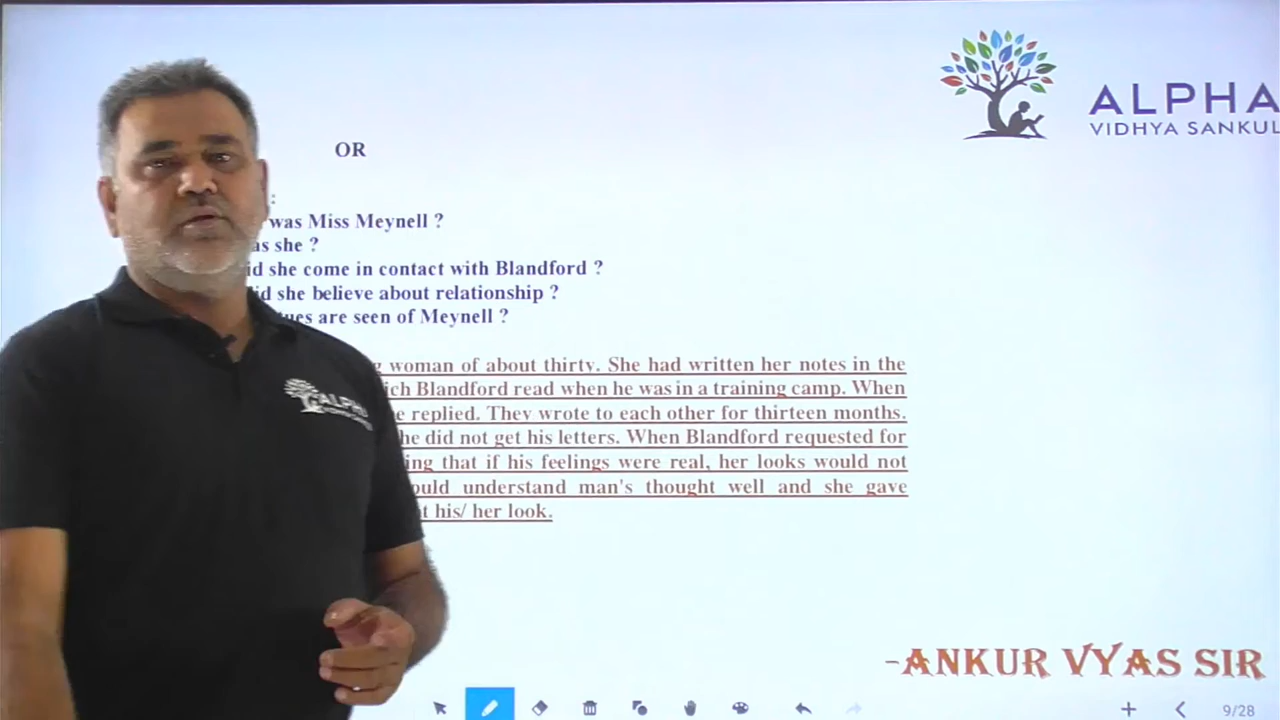 ALPHA
VIDHYA SANKUL
OR
:
was Miss Meynell ?
as she ?
id she come in contact with Blandford ?
id she believe about relationship ?
ues are seen of Meynell ?
woman of about thirty. She had written her notes in the
ich Blandford read when he was in a training camp. When
e replied. They wrote to each other for thirteen months.
he did not get his letters. When Blandford requested for
ing that if his feelings were real, her looks would not
ould understand man's thought well and she gave
t his/ her look.
ALPHA
-ANKUR VYAS SIR
9/28